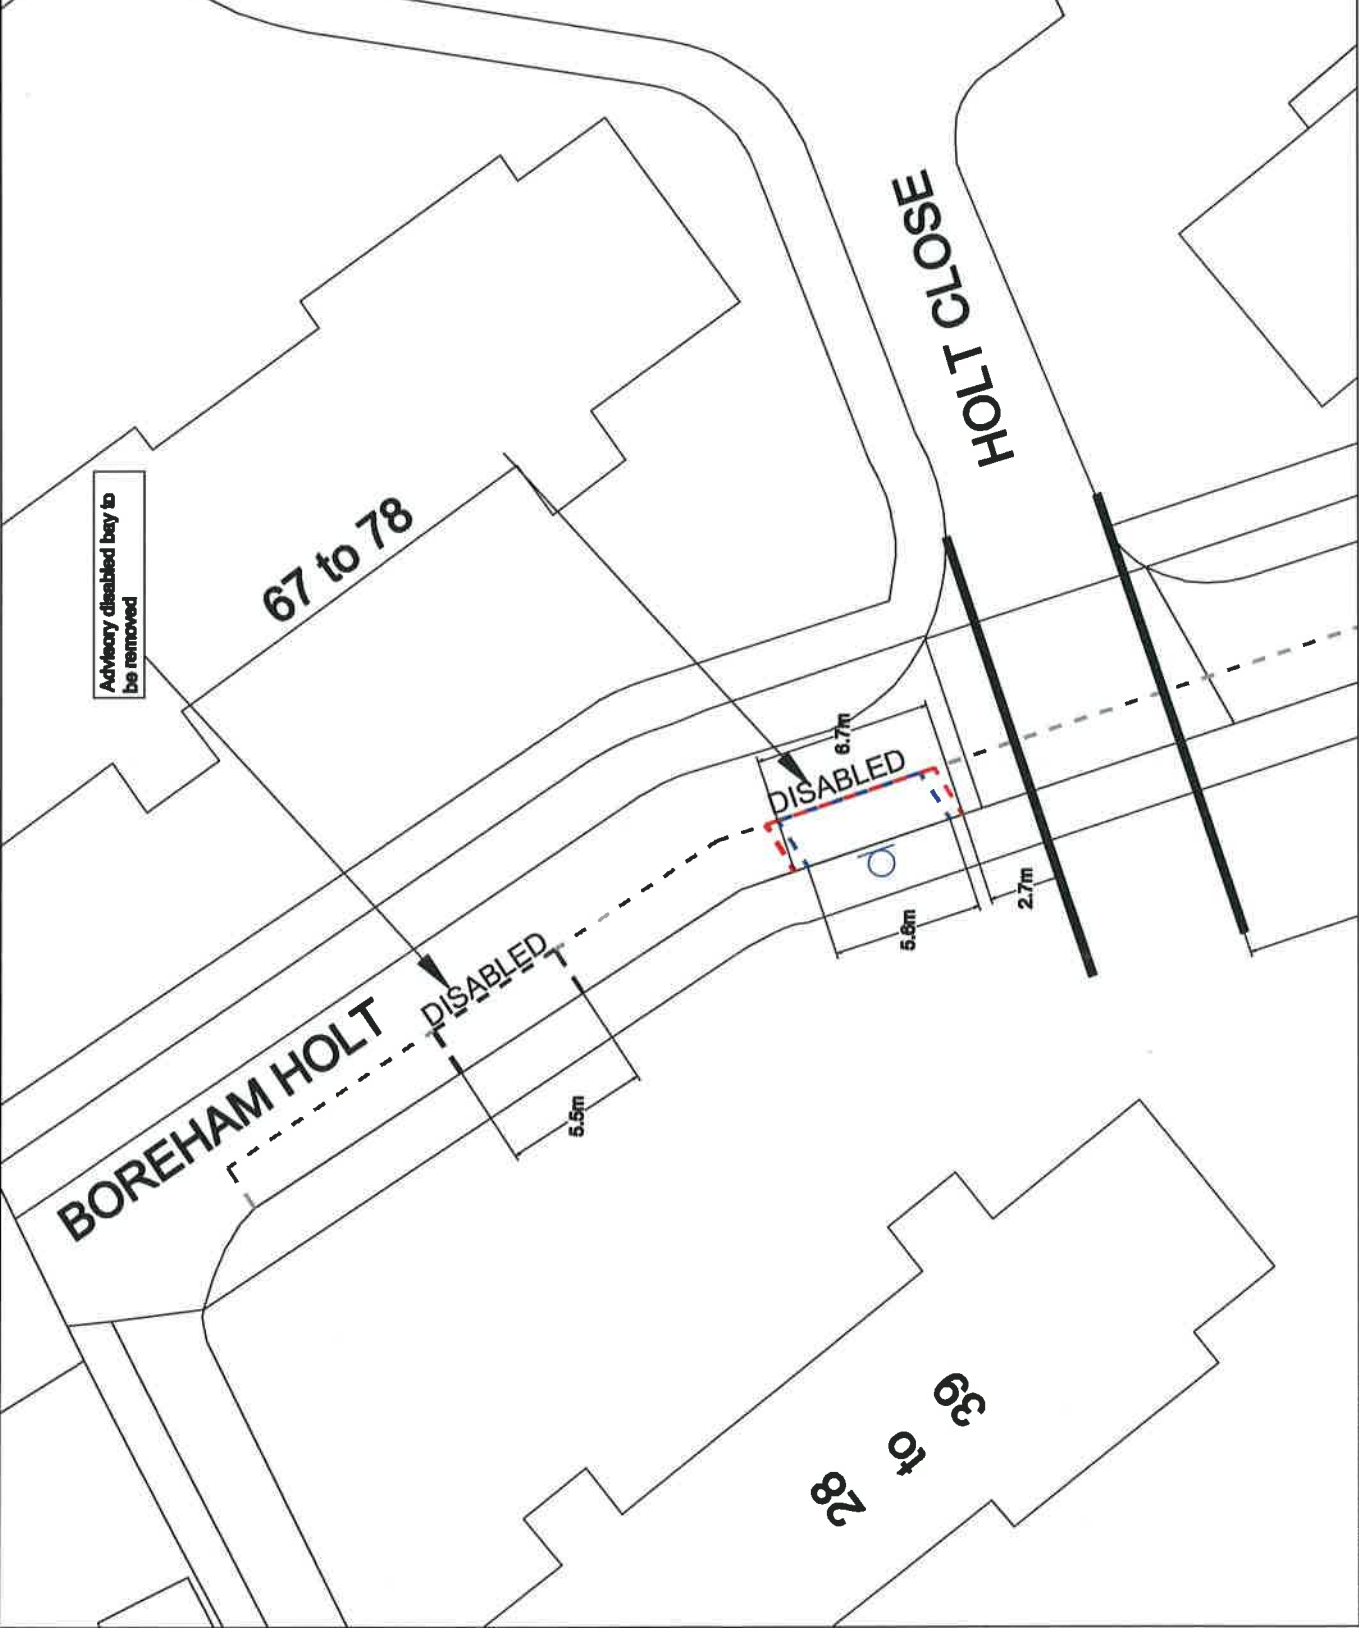 HOLT CLOSE
Advisory disabled bay to
be removed
67 to 78
6.7m
DISABLED
2.7m
5.6m
DISABLED
BOREHAM HOLT
5.5m
28 to 39